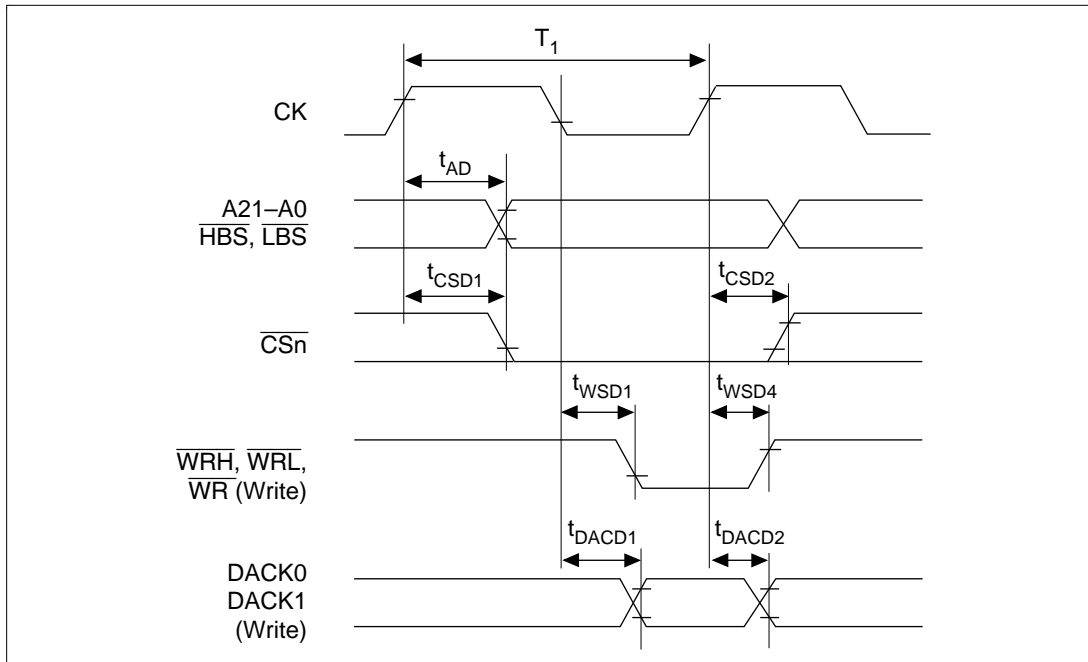 T1
CK
tAD
A21–A0
HBS, LBS
tCSD1
tCSD2
CSn
tWSD1
tWSD4
WRH, WRL,
WR (Write)
tDACD1
tDACD2
DACK0
DACK1
(Write)